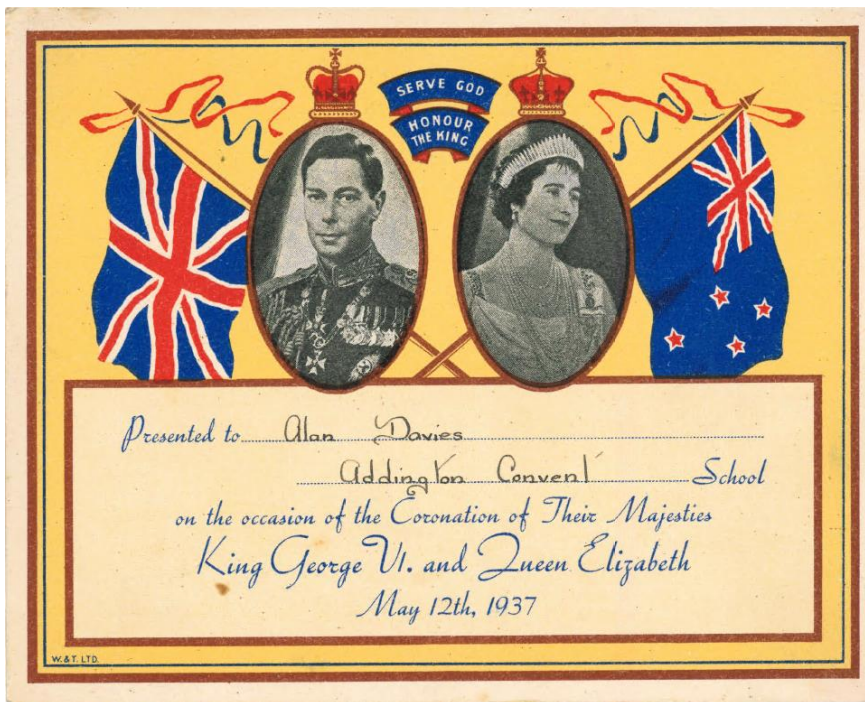 SERVE GOD
HONOUR
THE KING
Presented to Alan Davies
Addington Convent School
on the occasion of the Coronation of Their Majesties
King George VI. and Queen Elizabeth
May 12th, 1937
W. & T. LTD.